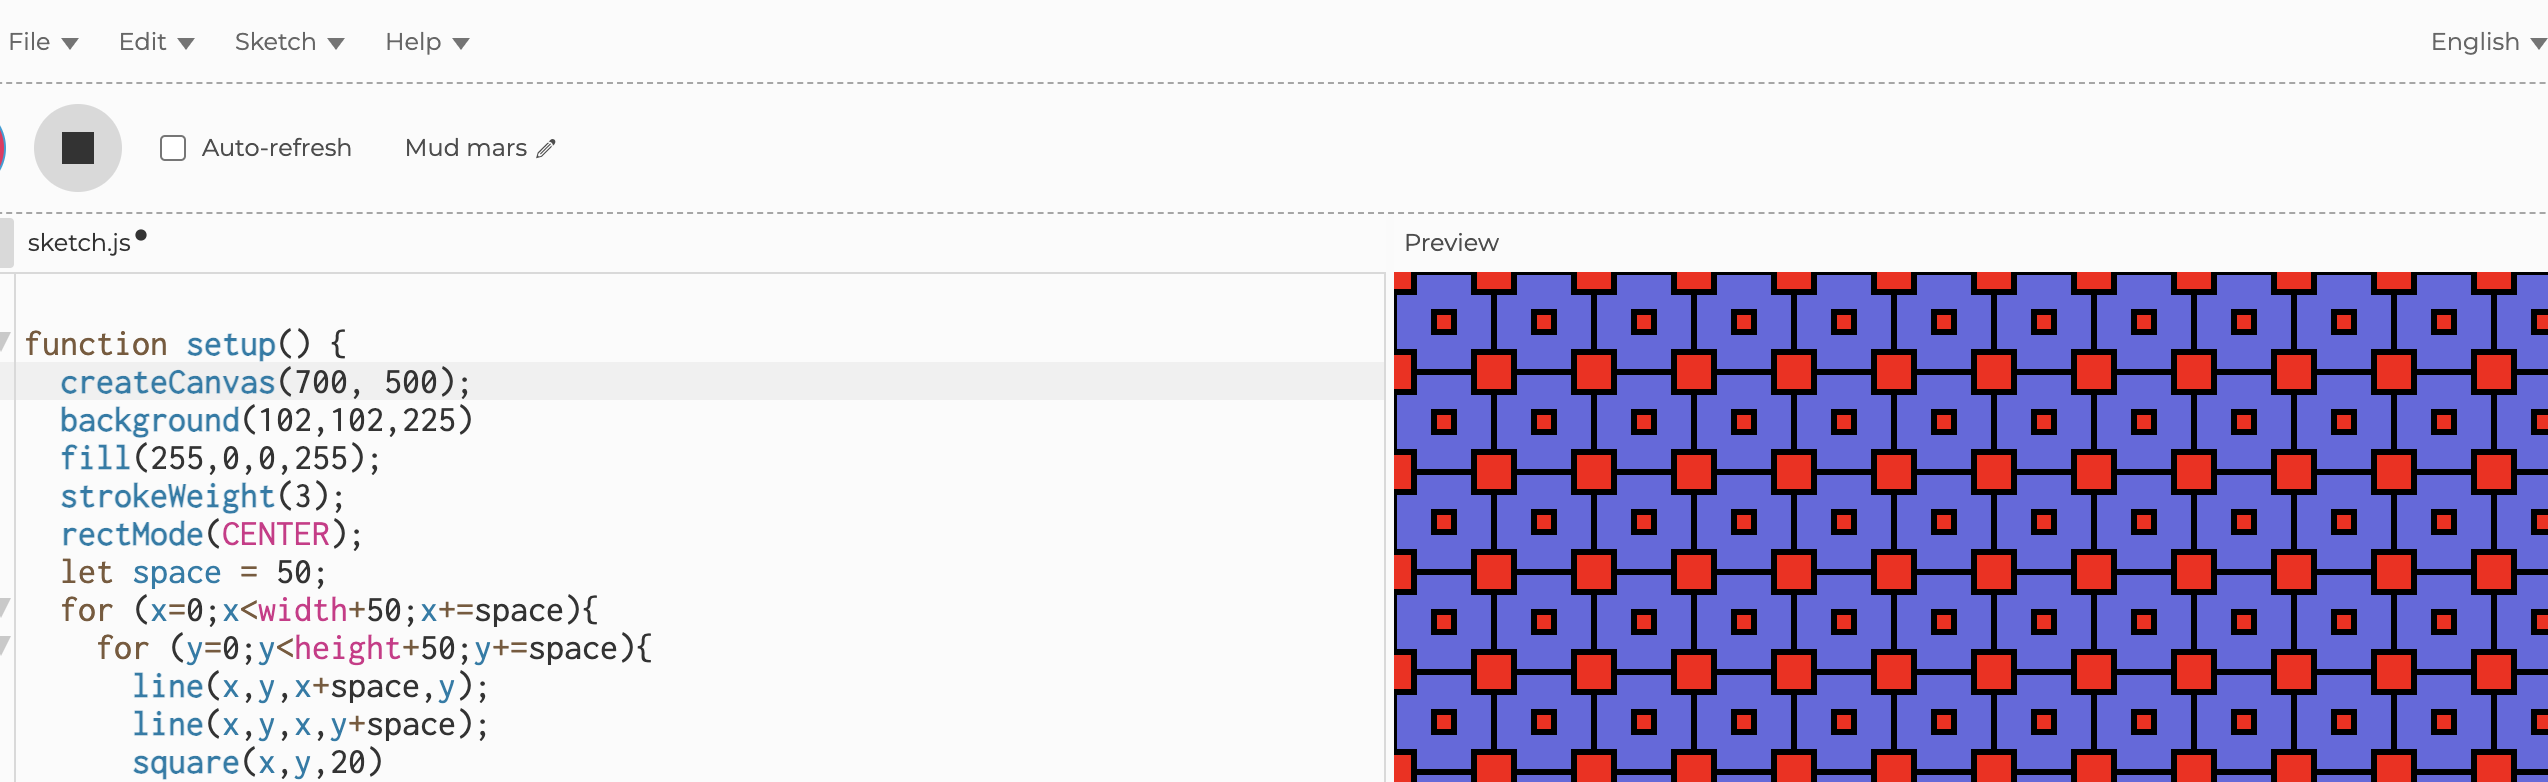 File Edit Sketch Help English
Auto-refresh Mud mars
sketch.js Preview
function setup() {
createCanvas(700, 500);
background(102,102,225)
fill(255,0,0,255);
strokeWeight(3);
rectMode(CENTER);
let space = 50;
for (x=0;x<width+50;x+=space){
for (y=0;y<height+50;y+=space){
line(x,y,x+space,y);
line(x,y,x,y+space);
square(x,y,20)